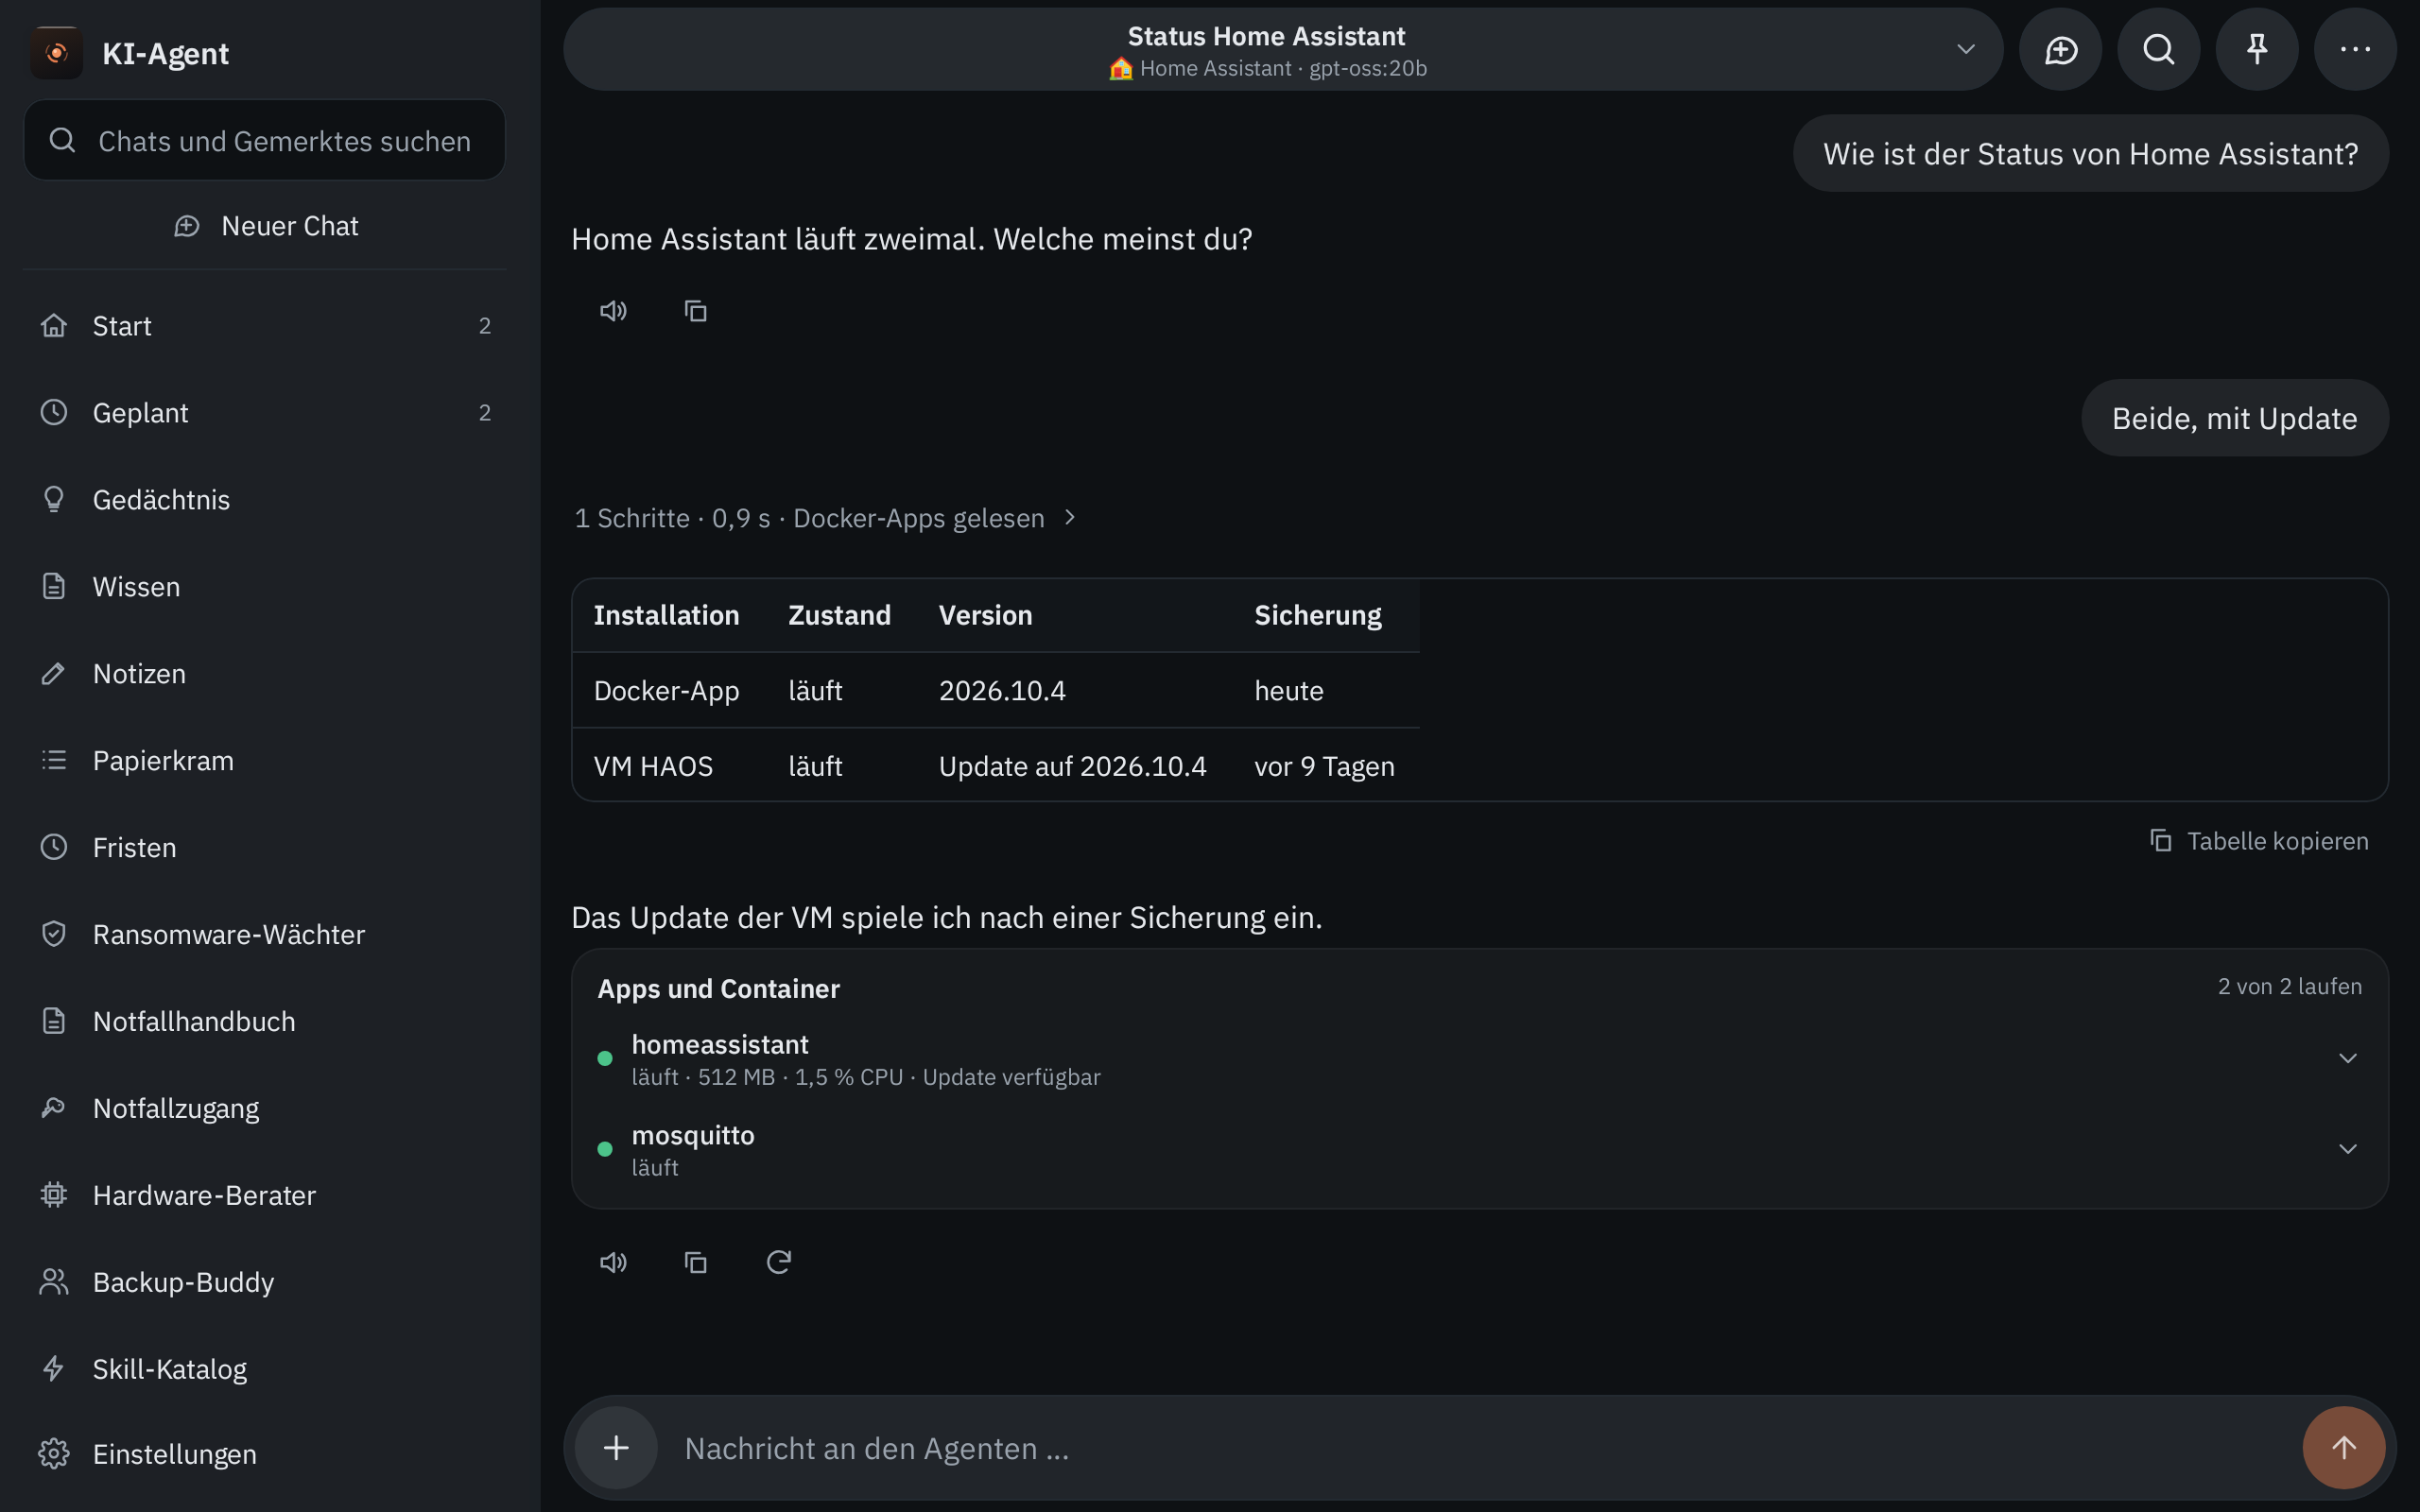 KI-Agent
Chats und Gemerktes suchen
Neuer Chat
Start 2
Geplant 2
Gedächtnis
Wissen
Notizen
Papierkram
Fristen
Ransomware-Wächter
Notfallhandbuch
Notfallzugang
Hardware-Berater
Backup-Buddy
Skill-Katalog
Einstellungen
Status Home Assistant
🏠 Home Assistant · gpt-oss:20b
Wie ist der Status von Home Assistant?
Home Assistant läuft zweimal. Welche meinst du?
Beide, mit Update
1 Schritte · 0,9 s · Docker-Apps gelesen
Installation Zustand Version Sicherung
Docker-App läuft 2026.10.4 heute
VM HAOS läuft Update auf 2026.10.4 vor 9 Tagen
Tabelle kopieren
Das Update der VM spiele ich nach einer Sicherung ein.
Apps und Container 2 von 2 laufen
homeassistant
läuft · 512 MB · 1,5 % CPU · Update verfügbar
mosquitto
läuft
Nachricht an den Agenten ...